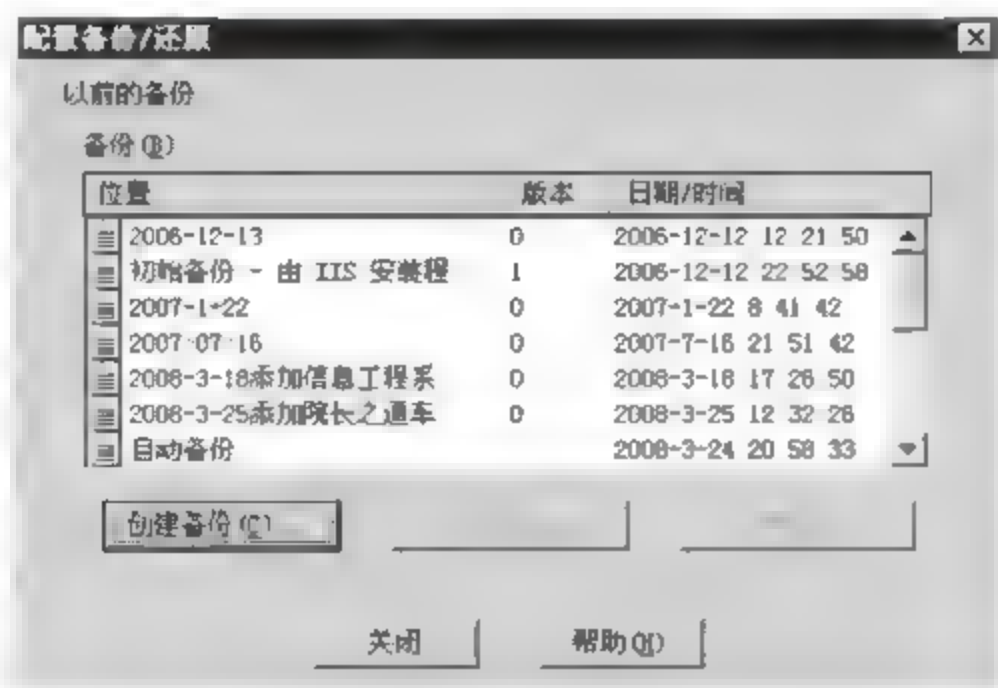 配置备份/还原
以前的备份
备份(B)
位置 版本 日期/时间
2006-12-13 0 2006-12-12 12 21 50
初始备份 - 由 IIS 安装程 1 2006-12-12 22 52 58
2007-1-22 0 2007-1-22 8 41 42
2007-07-16 0 2007-7-16 21 51 42
2008-3-18添加信息工程系 0 2008-3-18 17 26 50
2008-3-25添加院长之通车 0 2008-3-25 12 32 26
自动备份 2008-3-24 20 58 33
创建备份(C)
关闭 帮助(H)